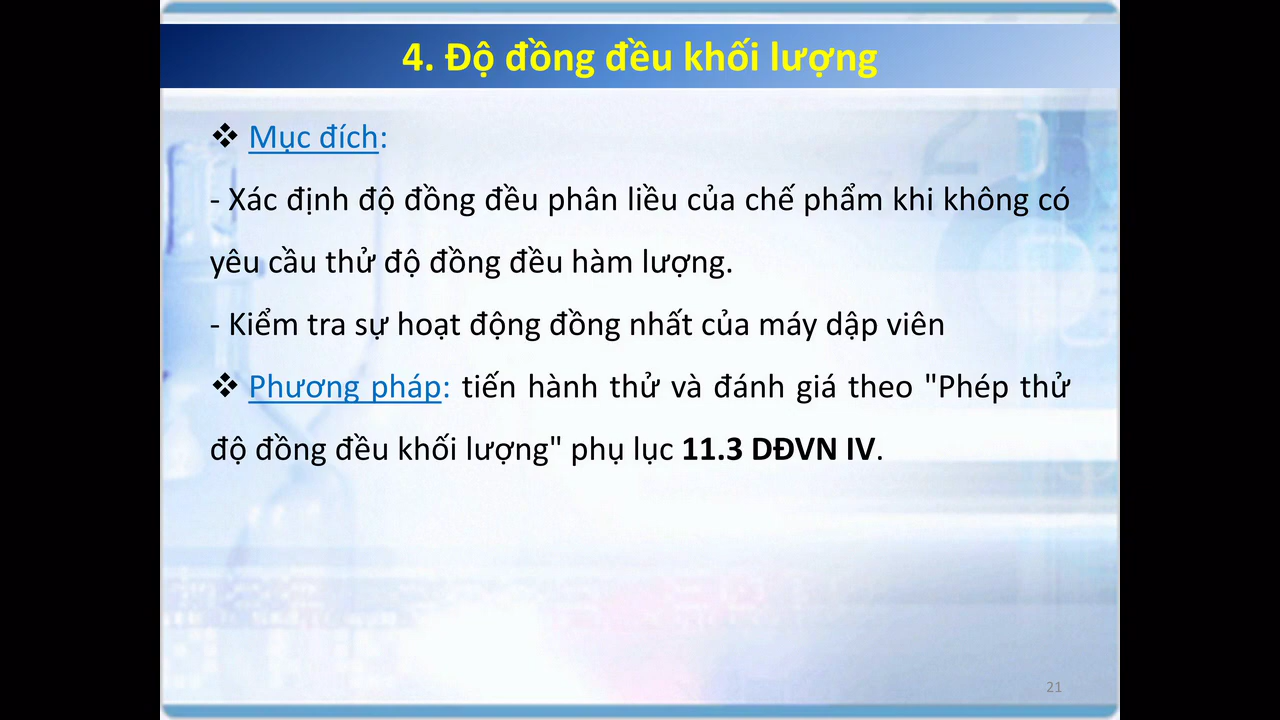 4. Độ đồng đều khối lượng
❖ Mục đích:
- Xác định độ đồng đều phân liều của chế phẩm khi không có
yêu cầu thử độ đồng đều hàm lượng.
- Kiểm tra sự hoạt động đồng nhất của máy dập viên
❖ Phương pháp: tiến hành thử và đánh giá theo "Phép thử
độ đồng đều khối lượng" phụ lục 11.3 DĐVN IV.
21